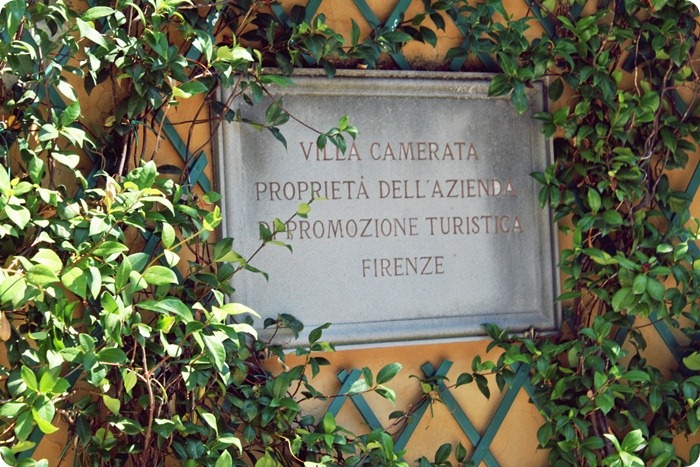 VILLA CAMERATA
PROPRIETÀ DELL'AZIENDA
DI PROMOZIONE TURISTICA
FIRENZE